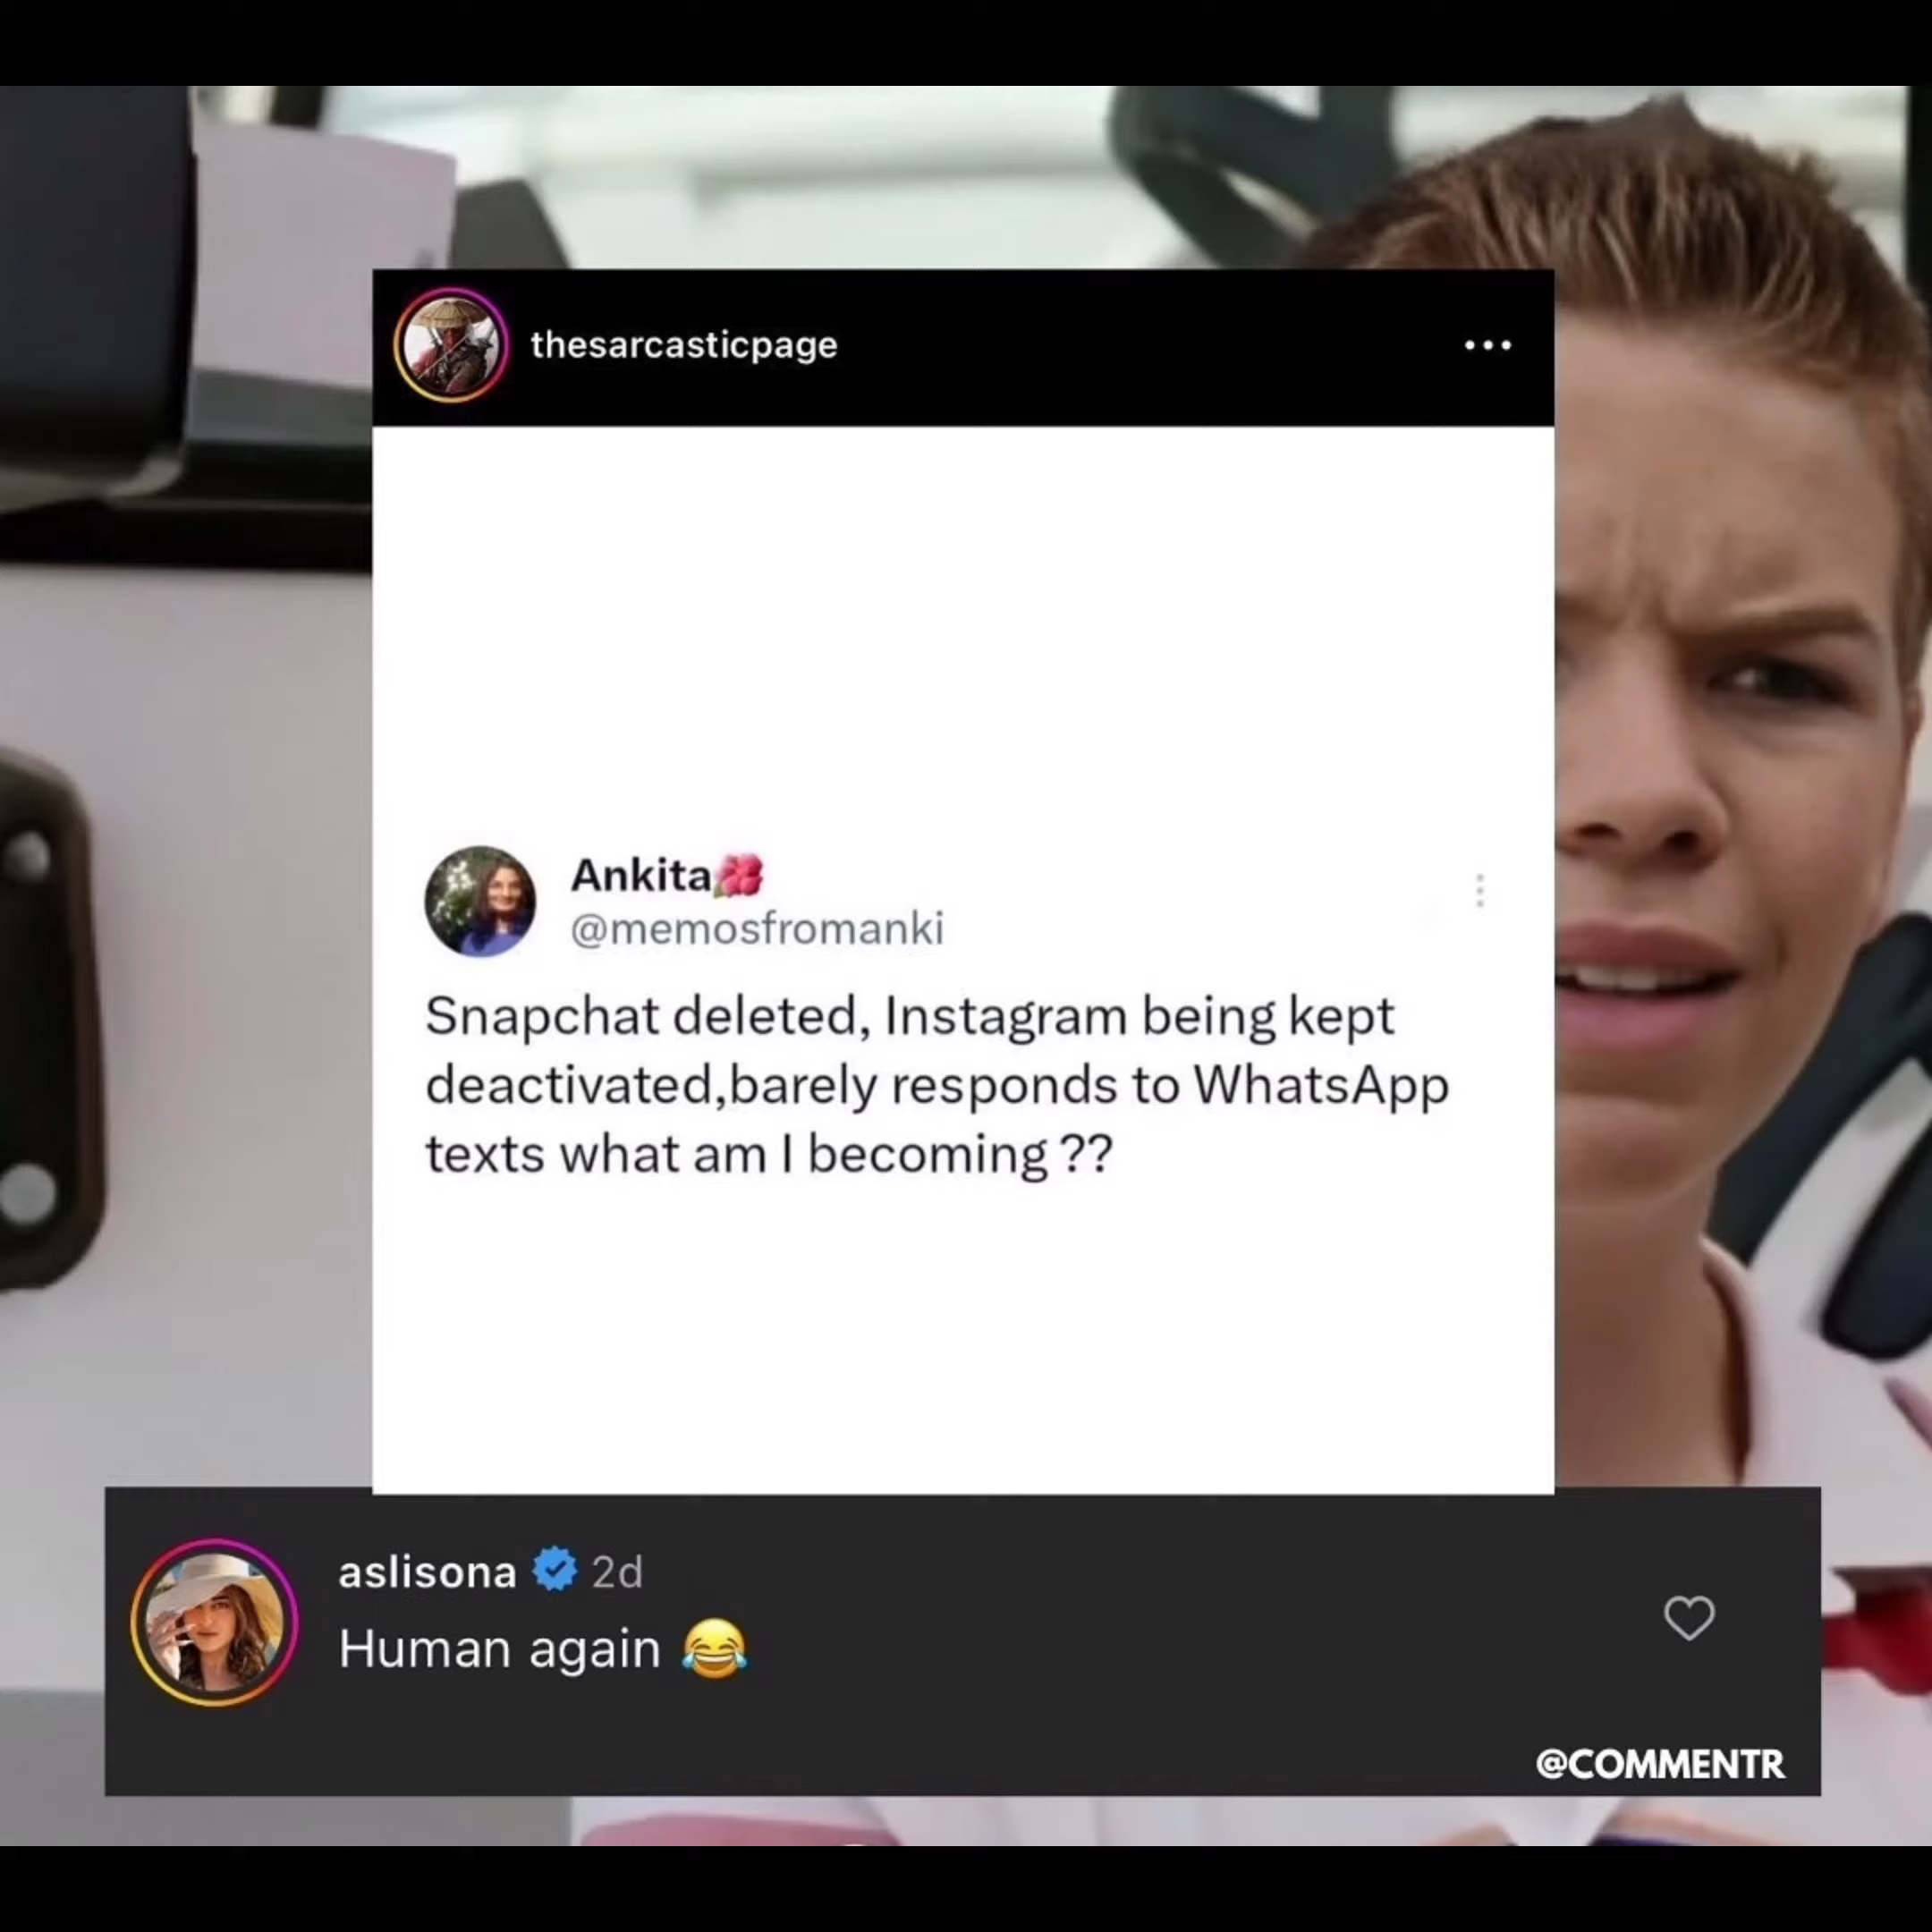 thesarcasticpage
Ankita🌺
@memosfromanki
Snapchat deleted, Instagram being kept
deactivated,barely responds to WhatsApp
texts what am I becoming ??
aslisona 2d
Human again 😂
@COMMENTR